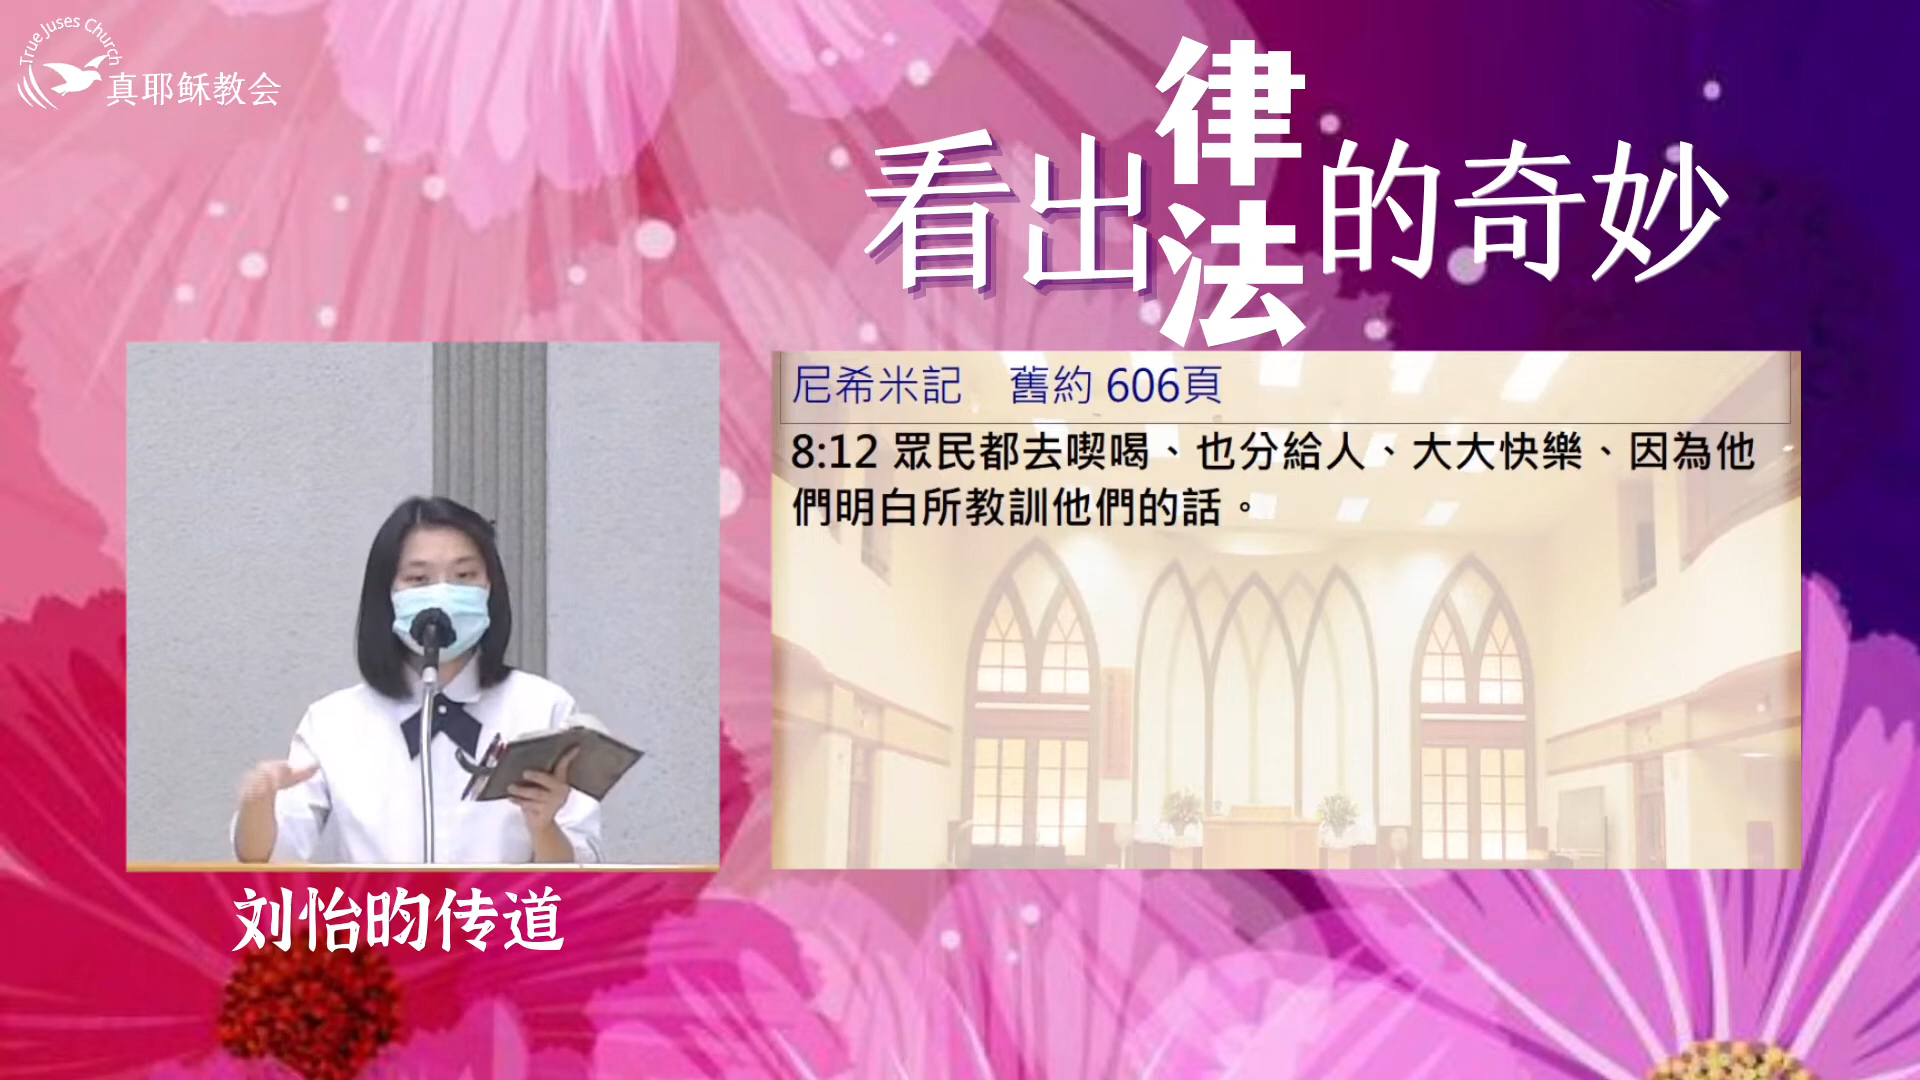 True Juses Church
真耶稣教会
看出律法的奇妙
尼希米記 舊約 606頁
8:12 眾民都去喫喝、也分給人、大大快樂、因為他
們明白所教訓他們的話。
刘怡昀传道